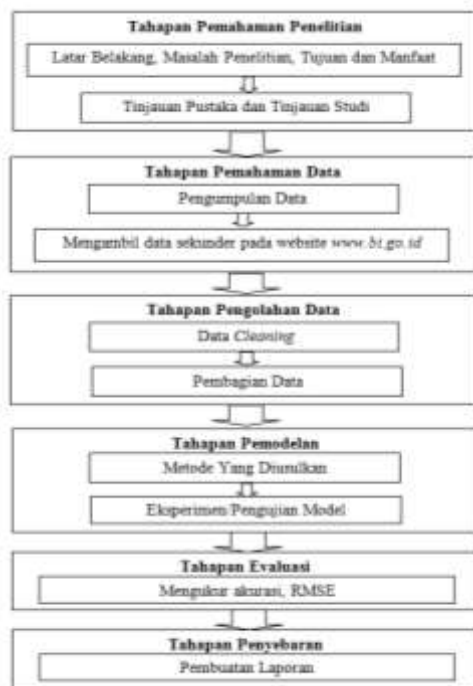 Tahapan Pemahaman Penelitian
Latar Belakang, Masalah Penelitian, Tujuan dan Manfaat
Tinjauan Pustaka dan Tinjauan Studi
Tahapan Pemahaman Data
Pengumpulan Data
Mengambil data sekunder pada website www.bi.go.id
Tahapan Pengolahan Data
Data Cleaning
Pembagian Data
Tahapan Pemodelan
Metode Yang Diusulkan
Eksperimen/Pengujian Model
Tahapan Evaluasi
Mengukur akurasi, RMSE
Tahapan Penyebaran
Pembuatan Laporan